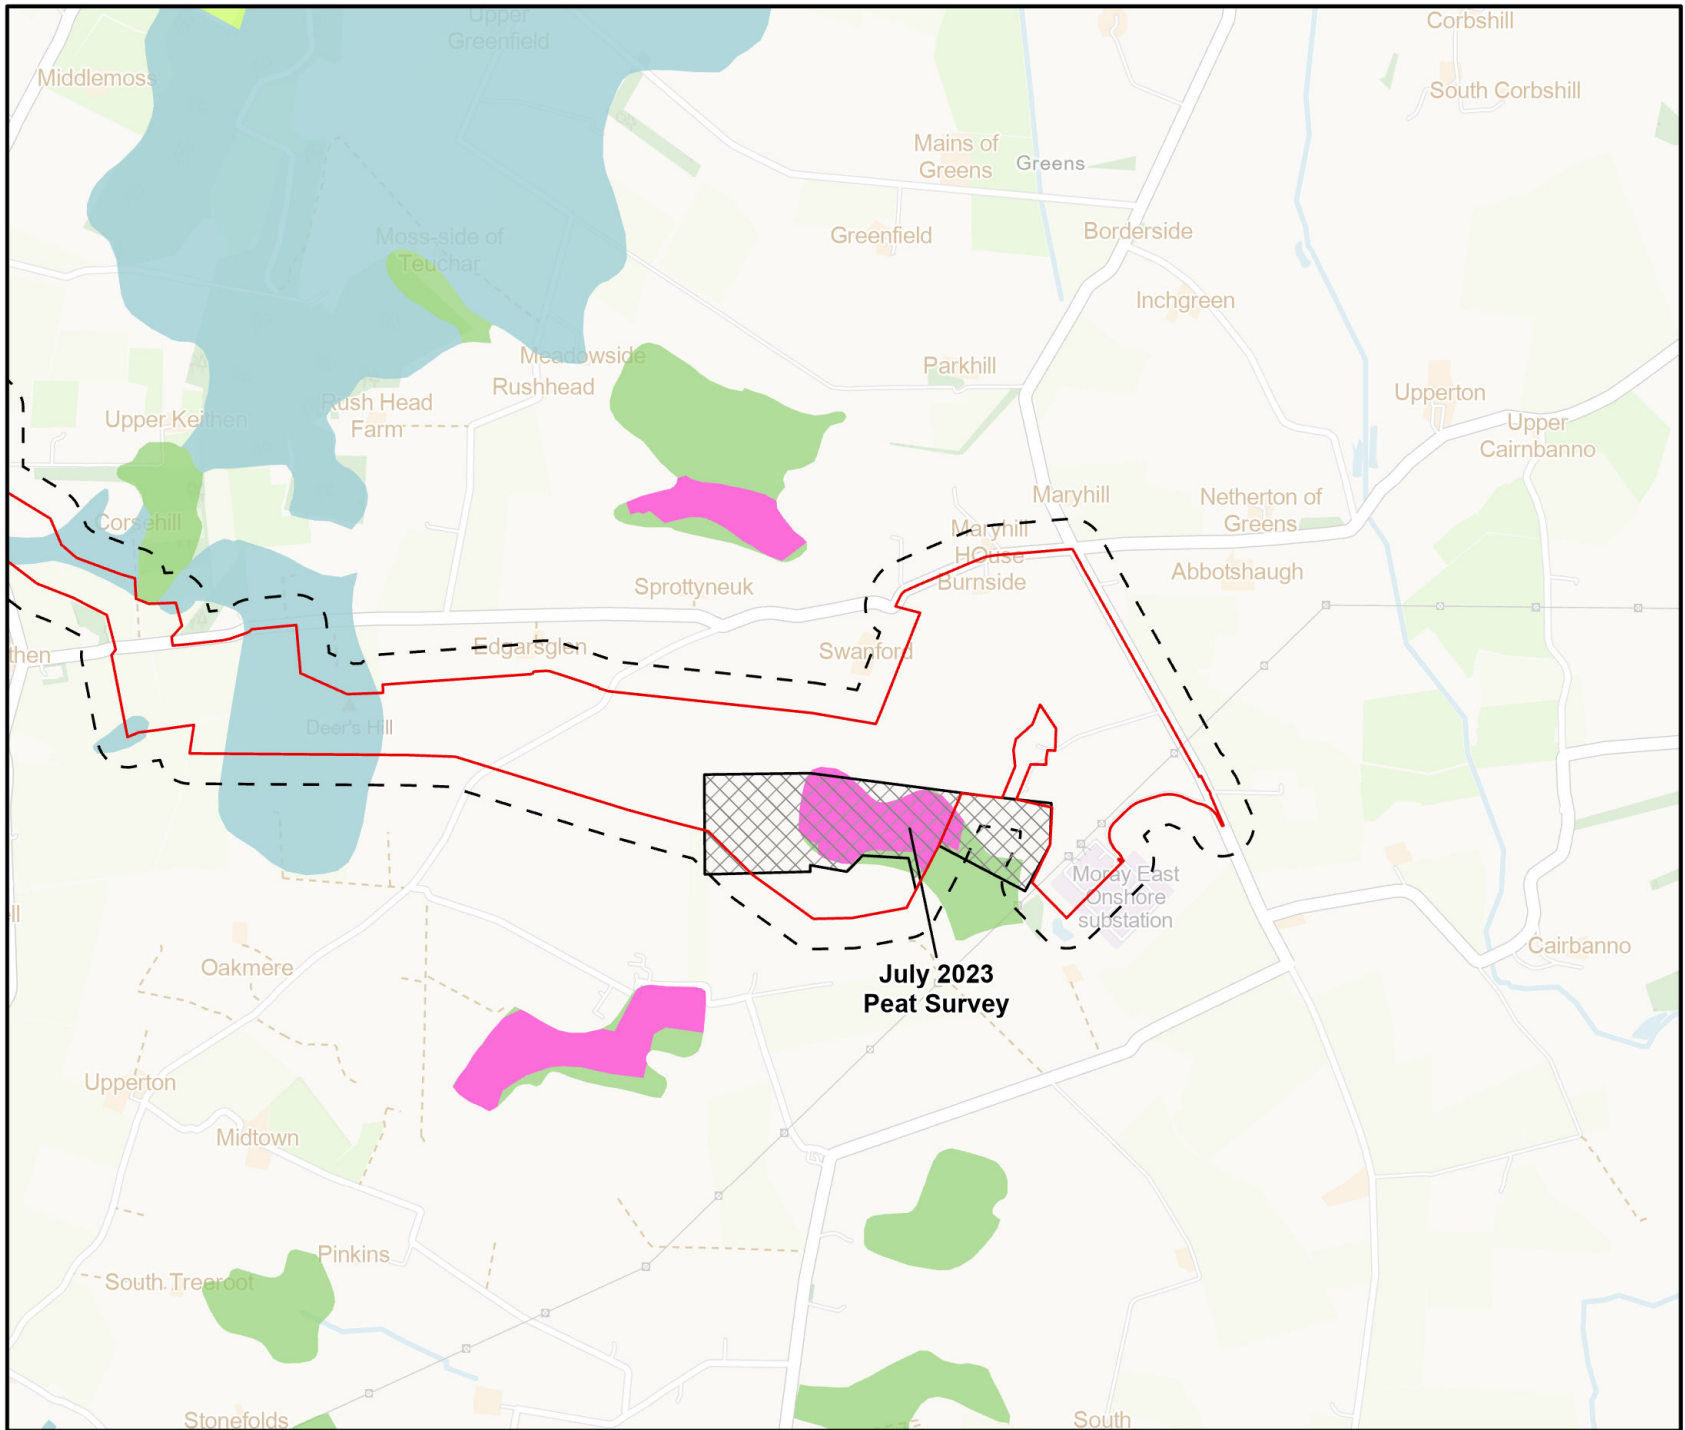 Upper
Greenfield
Corbshill
Middlemoss
South Corbshill
Mains of
Greens
Greens
Moss-side of
Teuchar
Greenfield
Borderside
Inchgreen
Meadowside
Rushhead
Parkhill
Upper Keithen
Rush Head
Farm
Upperton
Upper
Cairnbanno
Corsehill
Maryhill
Netherton of
Greens
Maryhill
HOuse
Burnside
Sprottyneuk
Abbotshaugh
then
Edgarsglen
Swanford
Deer's Hill
Moray East
Onshore
substation
ll
Oakmere
Cairbanno
July 2023
Peat Survey
Upperton
Midtown
Pinkins
South Treeroot
Stonefolds
South